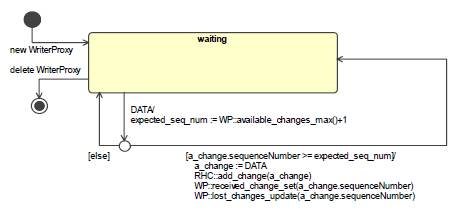 waiting
new WriterProxy
delete WriterProxy
DATA/
expected_seq_num := WP::available_changes_max()+1
[else]
[a_change.sequenceNumber >= expected_seq_num]/
a_change := DATA
RHC::add_change(a_change)
WP::received_change_set(a_change.sequenceNumber)
WP::lost_changes_update(a_change.sequenceNumber)